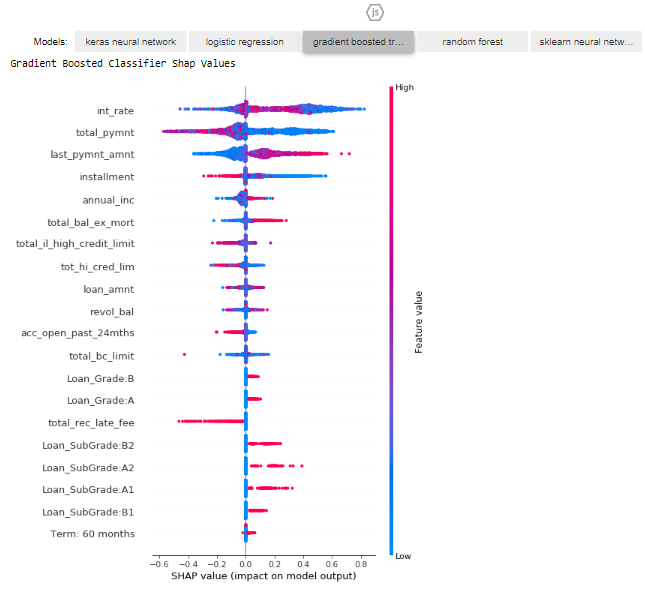 js
Models:
keras neural network
logistic regression
gradient boosted tr...
random forest
sklearn neural netw...
Gradient Boosted Classifier Shap Values
High
int_rate
total_pymnt
last_pymnt_amnt
installment
annual_inc
total_bal_ex_mort
total_il_high_credit_limit
tot_hi_cred_lim
loan_amnt
revol_bal
acc_open_past_24mths
total_bc_limit
Loan_Grade:B
Loan_Grade:A
total_rec_late_fee
Loan_SubGrade:B2
Loan_SubGrade:A2
Loan_SubGrade:A1
Loan_SubGrade:B1
Term: 60 months
Feature value
Low
−0.6 −0.4 −0.2 0.0 0.2 0.4 0.6 0.8
SHAP value (impact on model output)